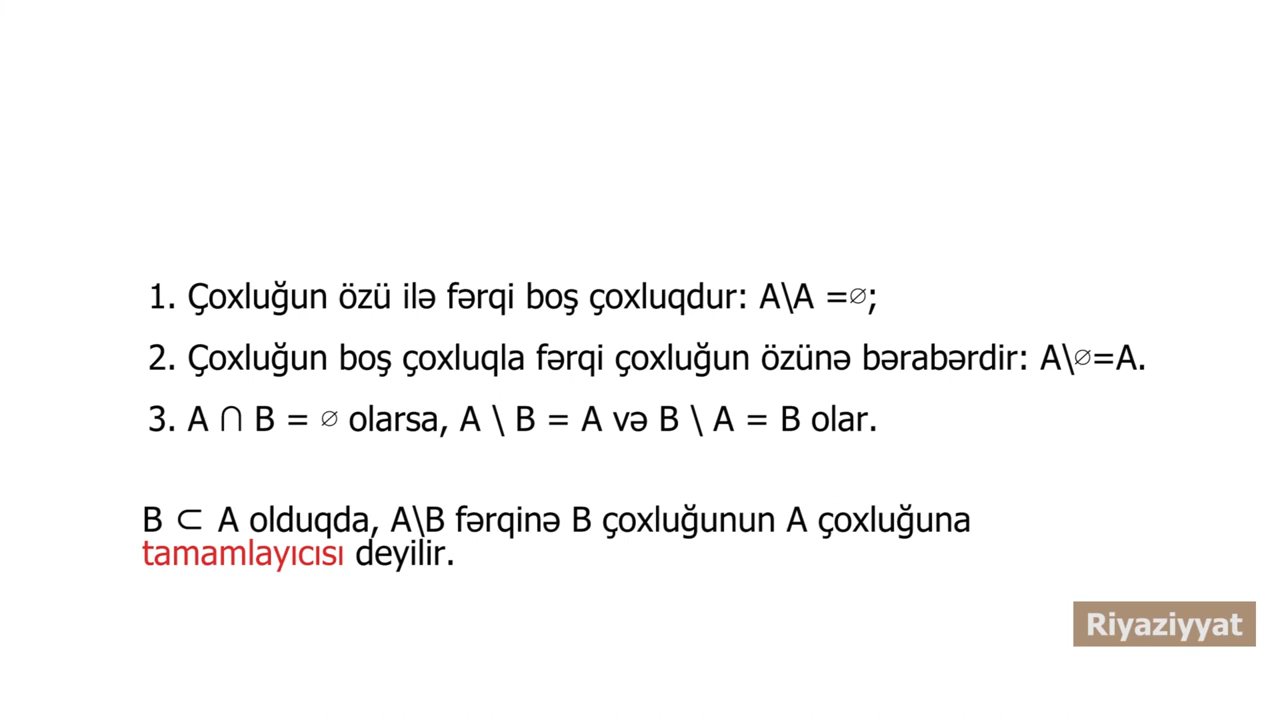 1. Çoxluğun özü ilə fərqi boş çoxluqdur: A\A =∅;
2. Çoxluğun boş çoxluqla fərqi çoxluğun özünə bərabərdir: A\∅=A.
3. A ∩ B = ∅ olarsa, A \ B = A və B \ A = B olar.
B ⊂ A olduqda, A\B fərqinə B çoxluğunun A çoxluğuna
tamamlayıcısı deyilir.
Riyaziyyat